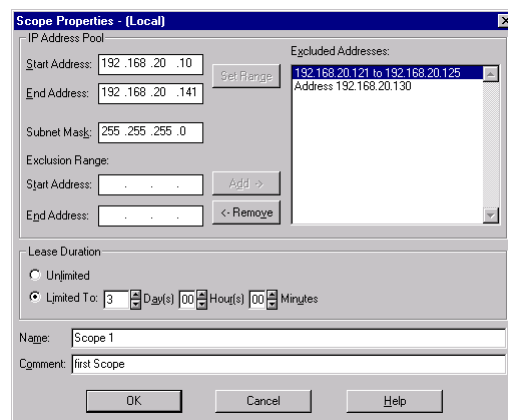 Scope Properties - (Local)
IP Address Pool
Start Address: 192 .168 .20 .10
End Address: 192 .168 .20 .141
Set Range
Subnet Mask: 255 .255 .255 .0
Exclusion Range:
Start Address: . . .
Add ->
End Address: . . .
<- Remove
Excluded Addresses:
192.168.20.121 to 192.168.20.125
Address 192.168.20.130
Lease Duration
Unlimited
Limited To: 3 Day(s) 00 Hour(s) 00 Minutes
Name: Scope 1
Comment: first Scope
OK Cancel Help